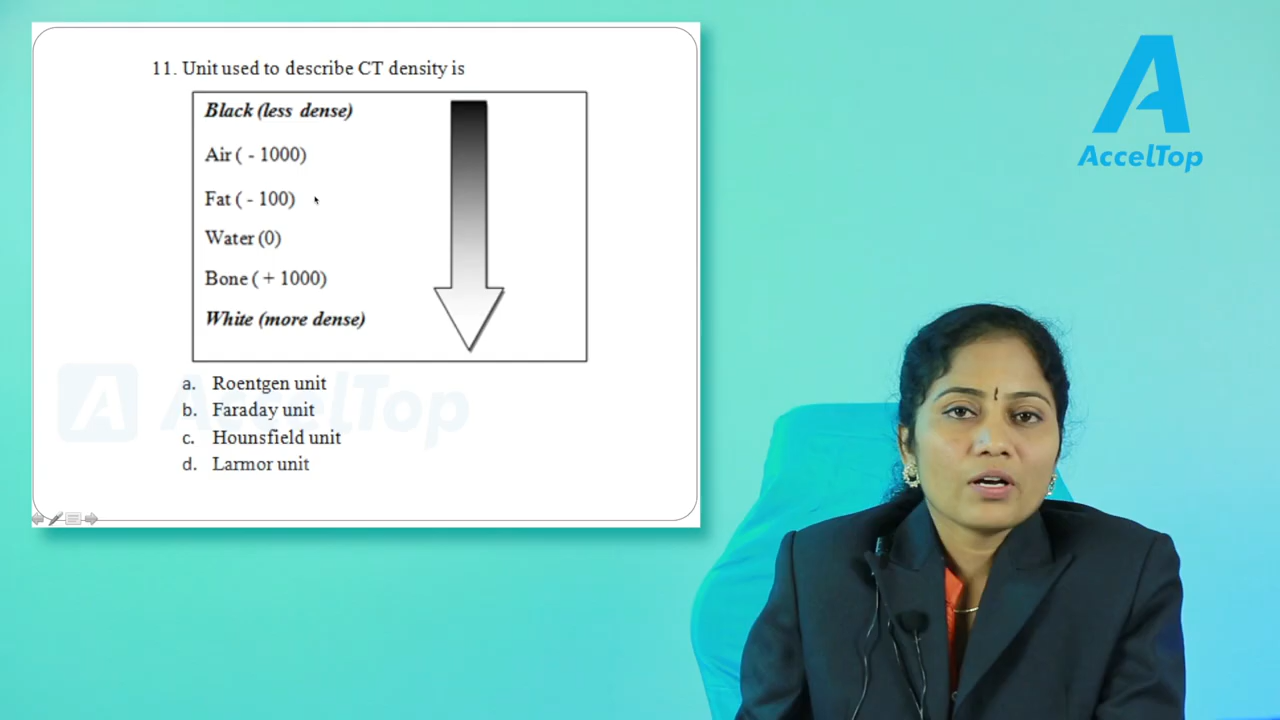 11. Unit used to describe CT density is
Black (less dense)
Air ( - 1000)
Fat ( - 100)
Water (0)
Bone ( + 1000)
White (more dense)
a. Roentgen unit
b. Faraday unit
c. Hounsfield unit
d. Larmor unit
AccelTop
AccelTop